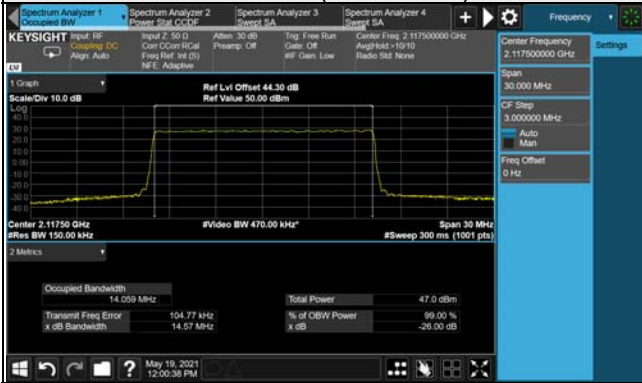 Spectrum Analyzer 1
Occupied BW
Spectrum Analyzer 2
Power Stat CCDF
Spectrum Analyzer 3
Swept SA
Spectrum Analyzer 4
Swept SA
Frequency
KEYSIGHT
Input: RF
Coupling: DC
Align: Auto
Input Z: 50 Ω
Corr CCorr RCal
Freq Ref: Int (S)
NFE: Adaptive
Atten: 30 dB
Preamp: Off
Trig: Free Run
Gate: Off
#IF Gain: Low
Center Freq: 2.117500000 GHz
Avg|Hold:>10/10
Radio Std: None
LXI
Center Frequency
2.117500000 GHz
Settings
Span
30.000 MHz
CF Step
3.000000 MHz
Auto
Man
Freq Offset
0 Hz
1 Graph
Scale/Div 10.0 dB
Ref Lvl Offset 44.30 dB
Ref Value 50.00 dBm
Log
40.0
30.0
20.0
10.0
0.00
-10.0
-20.0
-30.0
-40.0
Center 2.11750 GHz
#Res BW 150.00 kHz
#Video BW 470.00 kHz*
Span 30 MHz
#Sweep 300 ms (1001 pts)
2 Metrics
Occupied Bandwidth
14.059 MHz
Total Power 47.0 dBm
Transmit Freq Error 104.77 kHz
% of OBW Power 99.00 %
x dB Bandwidth 14.57 MHz
x dB -26.00 dB
?
May 19, 2021
12:00:38 PM